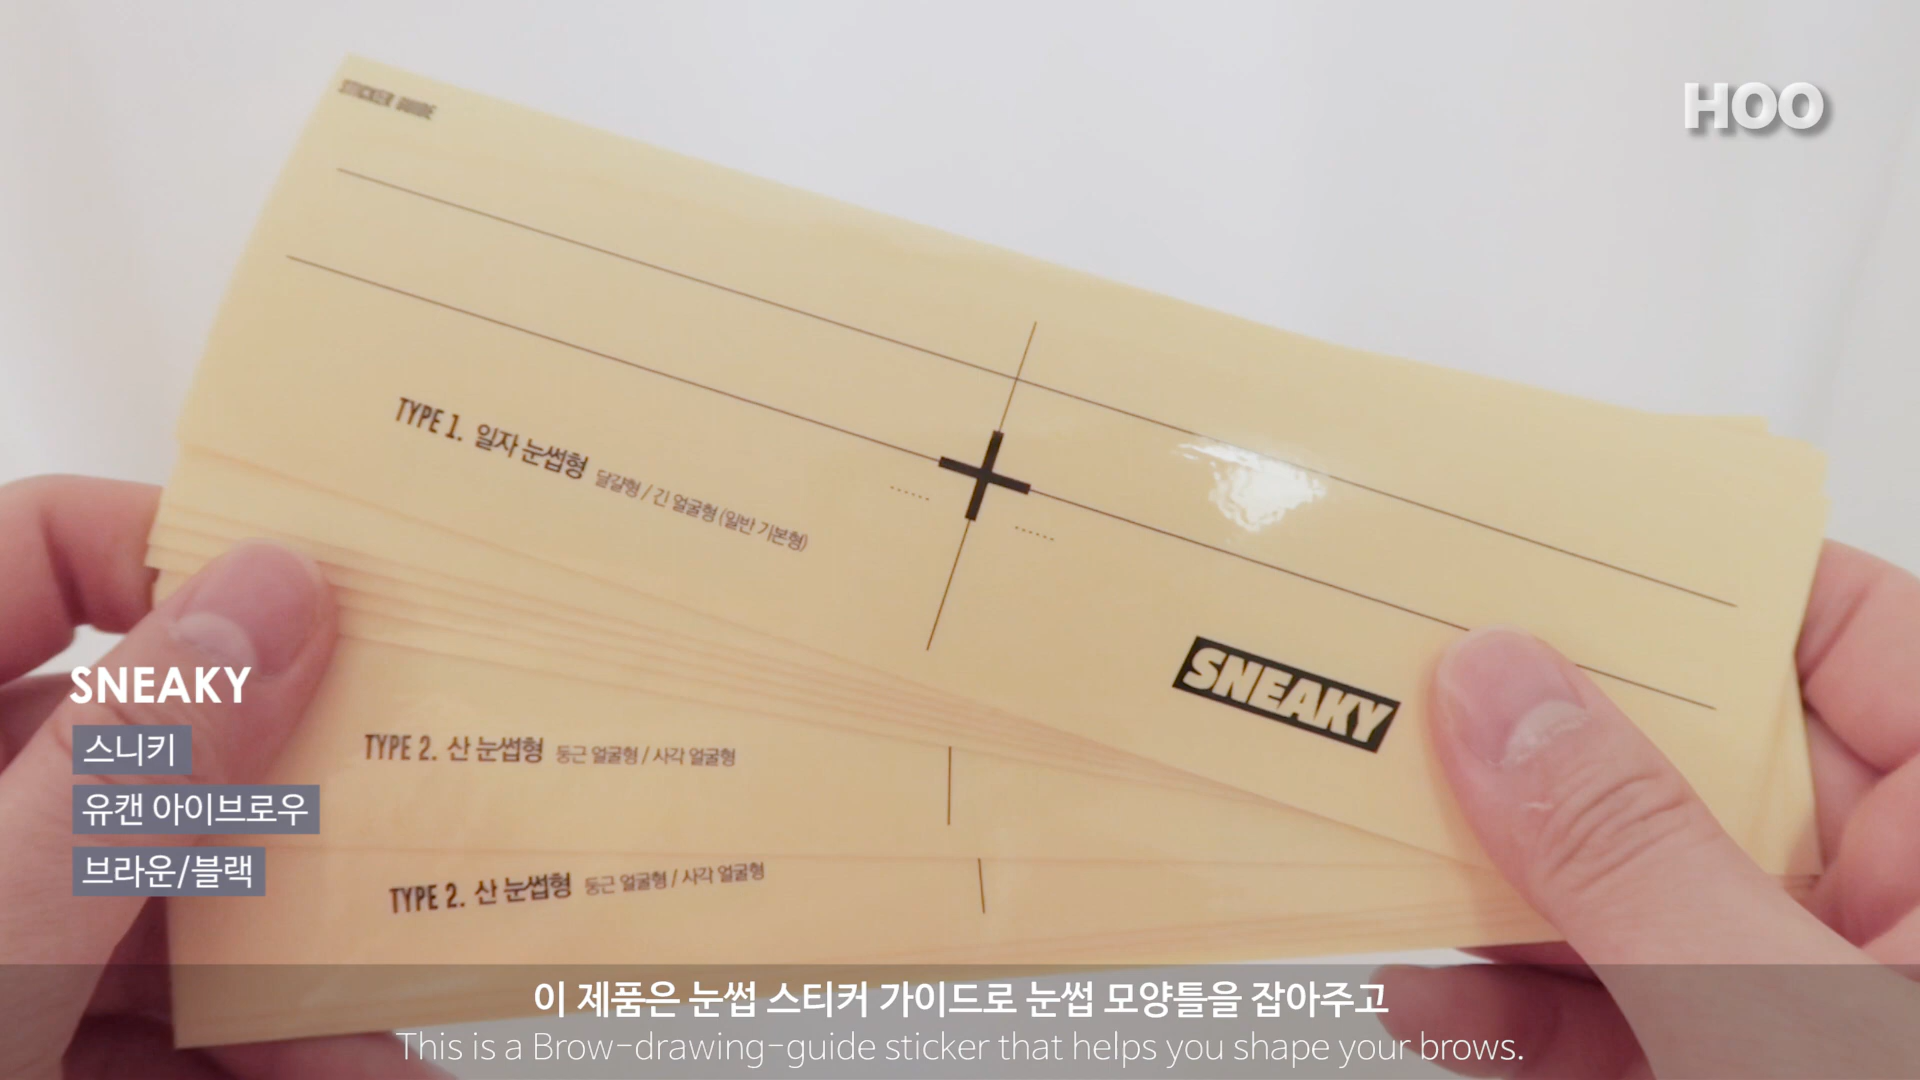 STICKER GUIDE
HOO
TYPE 1. 일자 눈썹형 달걀형 / 긴 얼굴형 (일반 기본형)
SNEAKY
SNEAKY
스니키
유캔 아이브로우
브라운/블랙
TYPE 2. 산 눈썹형 둥근 얼굴형 / 사각 얼굴형
TYPE 2. 산 눈썹형 둥근 얼굴형 / 사각 얼굴형
이 제품은 눈썹 스티커 가이드로 눈썹 모양틀을 잡아주고
This is a Brow-drawing-guide sticker that helps you shape your brows.